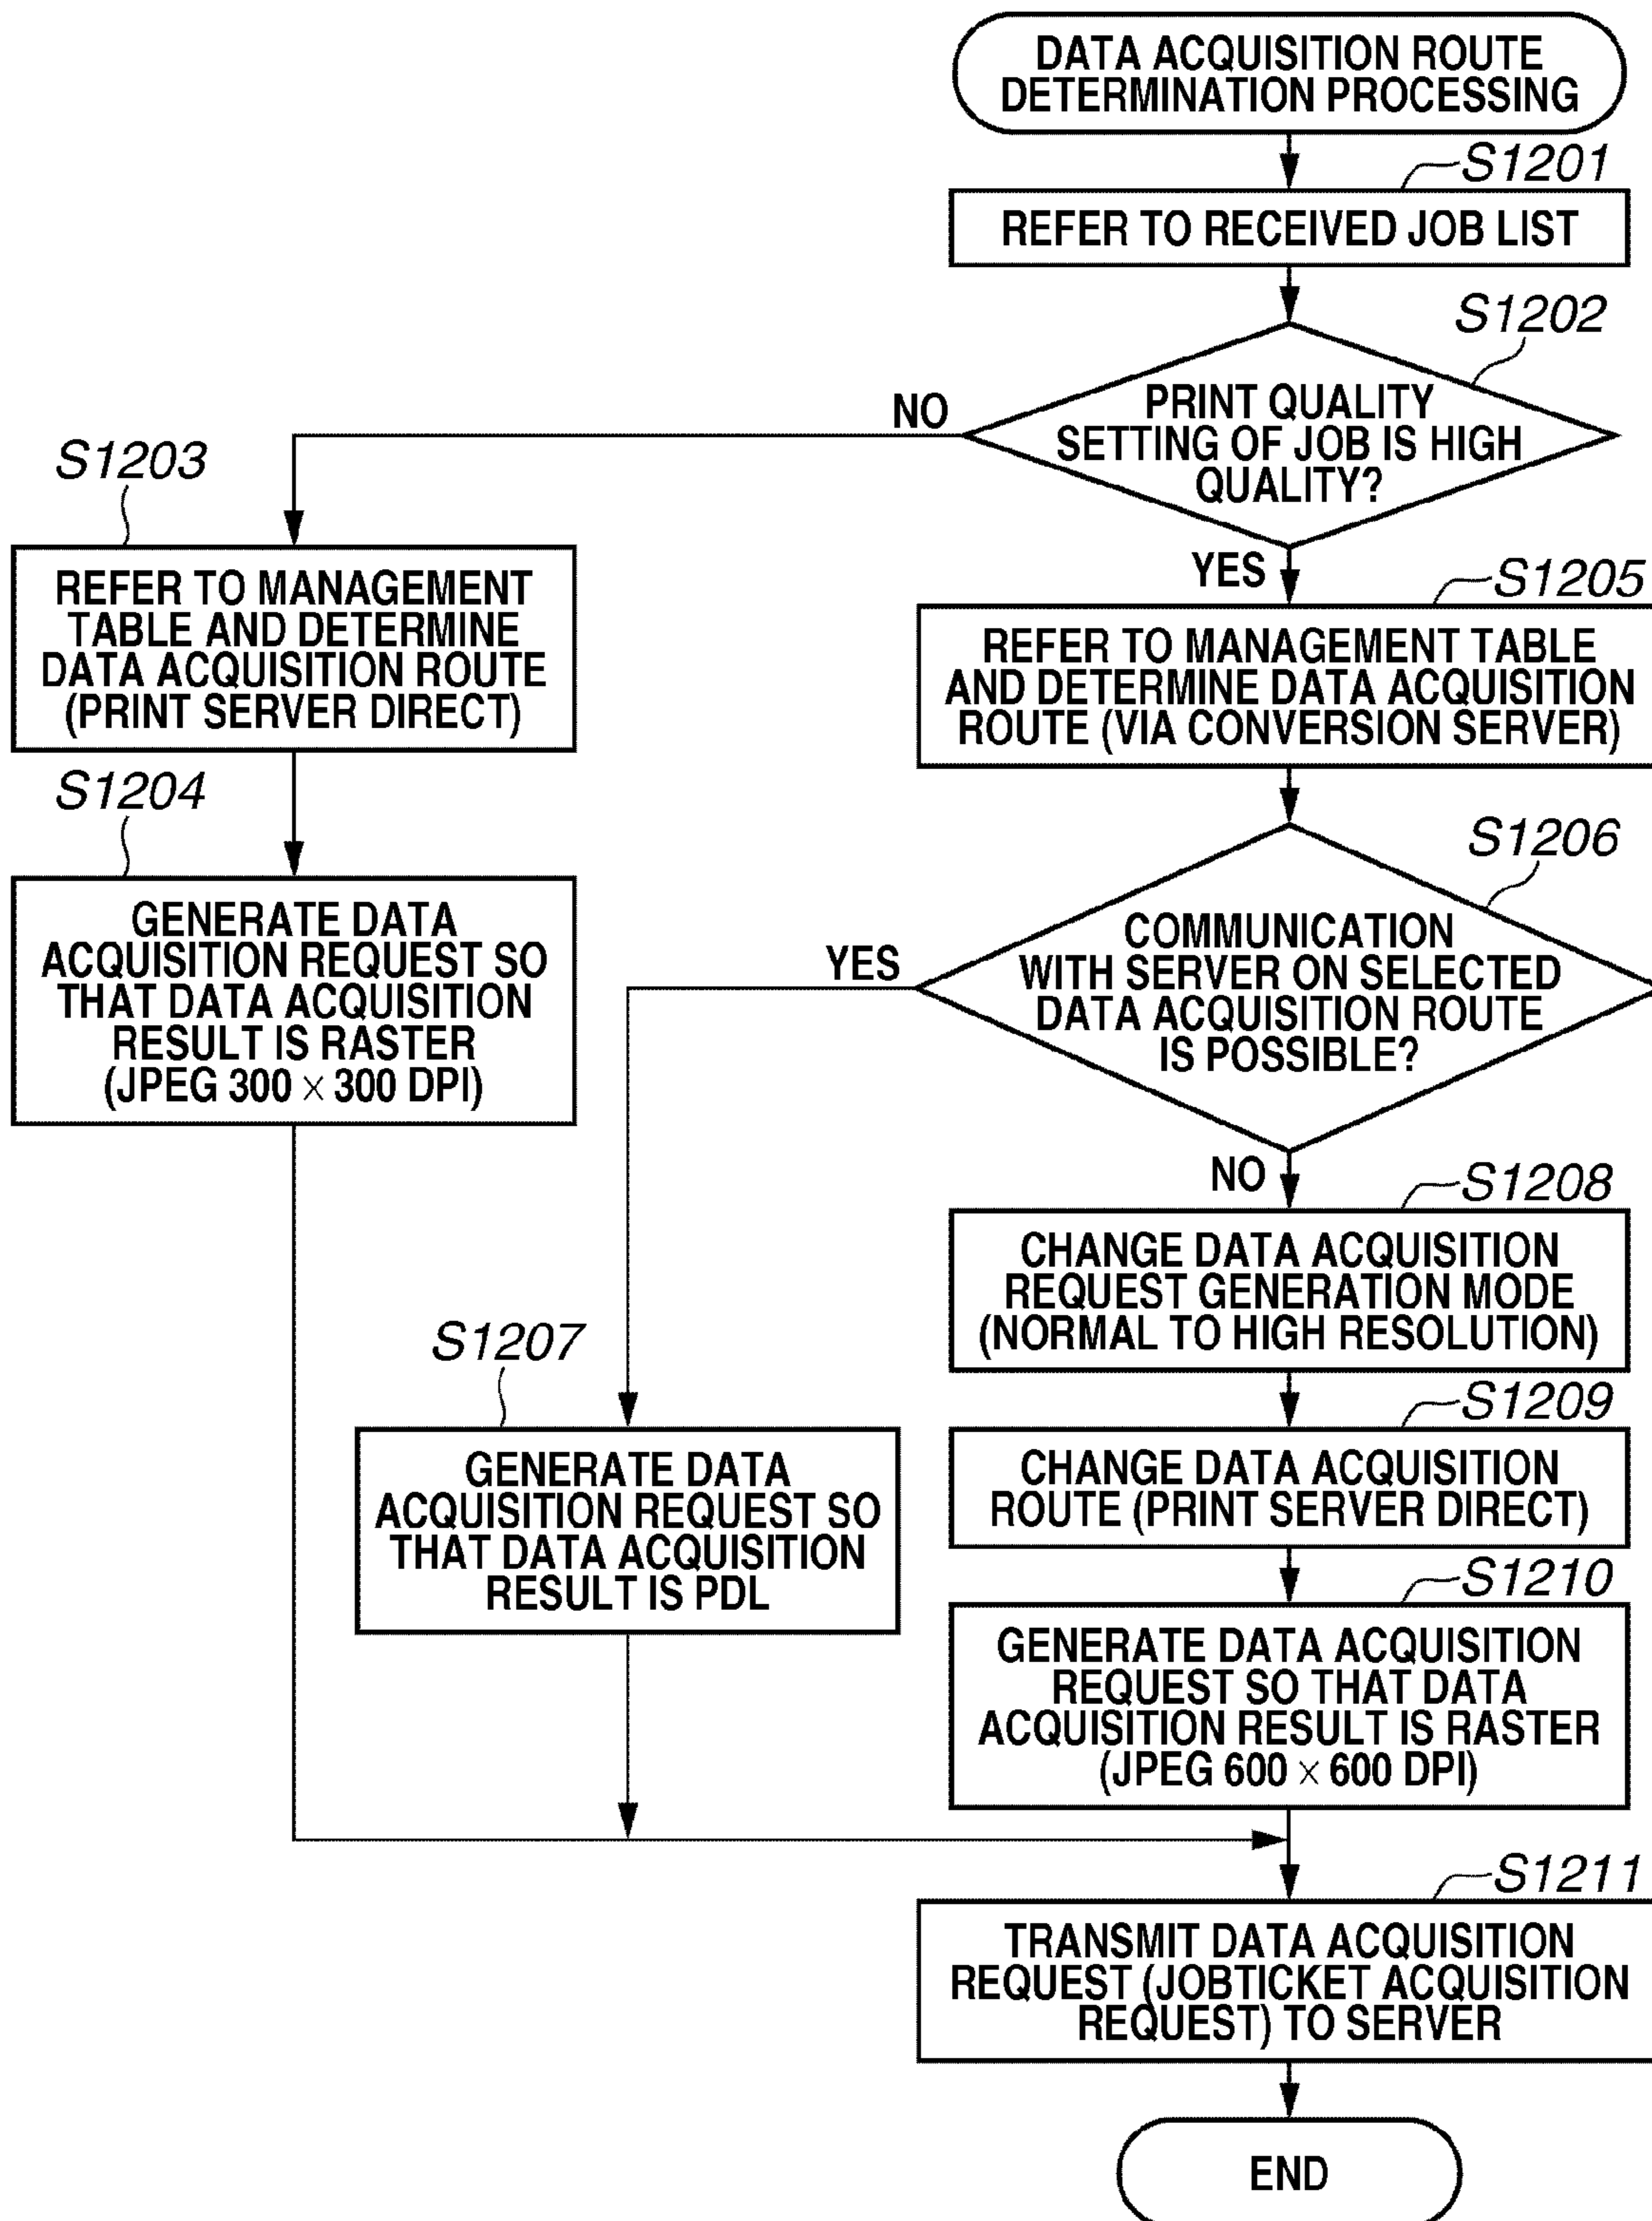 DATA ACQUISITION ROUTE
DETERMINATION PROCESSING
S1201
REFER TO RECEIVED JOB LIST
S1202
PRINT QUALITY
SETTING OF JOB IS HIGH
QUALITY?
NO
YES
S1203
REFER TO MANAGEMENT
TABLE AND DETERMINE
DATA ACQUISITION ROUTE
(PRINT SERVER DIRECT)
S1204
GENERATE DATA
ACQUISITION REQUEST SO
THAT DATA ACQUISITION
RESULT IS RASTER
(JPEG 300 × 300 DPI)
S1205
REFER TO MANAGEMENT TABLE
AND DETERMINE DATA ACQUISITION
ROUTE (VIA CONVERSION SERVER)
S1206
COMMUNICATION
WITH SERVER ON SELECTED
DATA ACQUISITION ROUTE
IS POSSIBLE?
YES
NO
S1207
GENERATE DATA
ACQUISITION REQUEST SO
THAT DATA ACQUISITION
RESULT IS PDL
S1208
CHANGE DATA ACQUISITION
REQUEST GENERATION MODE
(NORMAL TO HIGH RESOLUTION)
S1209
CHANGE DATA ACQUISITION
ROUTE (PRINT SERVER DIRECT)
S1210
GENERATE DATA ACQUISITION
REQUEST SO THAT DATA
ACQUISITION RESULT IS RASTER
(JPEG 600 × 600 DPI)
S1211
TRANSMIT DATA ACQUISITION
REQUEST (JOBTICKET ACQUISITION
REQUEST) TO SERVER
END